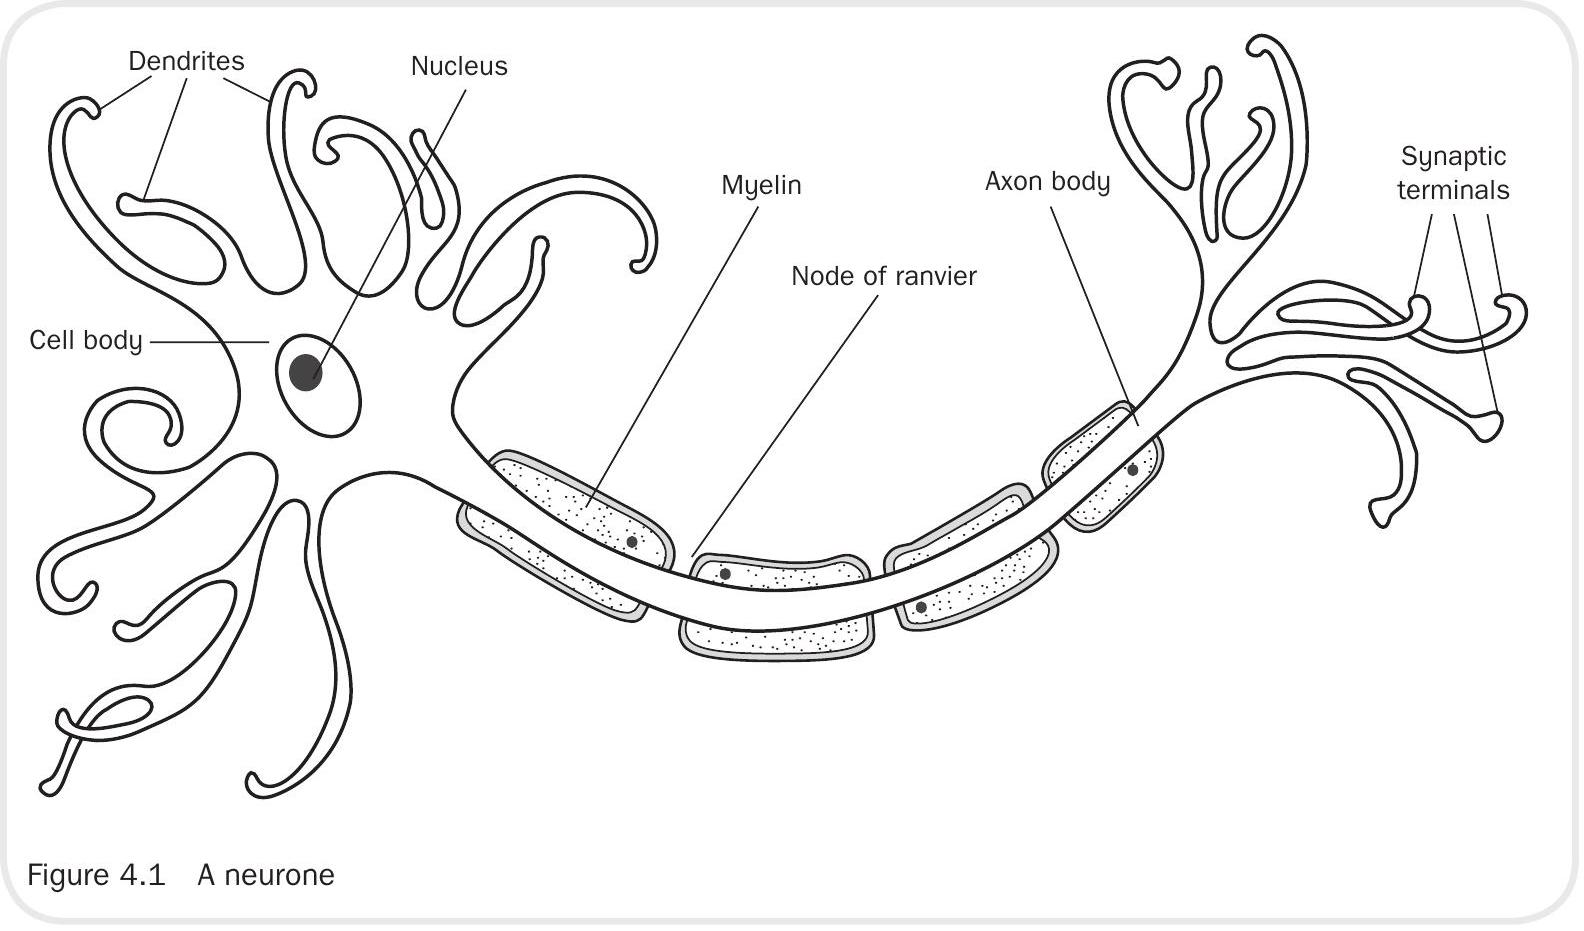 Dendrites
Nucleus
Myelin
Axon body
Synaptic
terminals
Node of ranvier
Cell body
Figure 4.1 A neurone